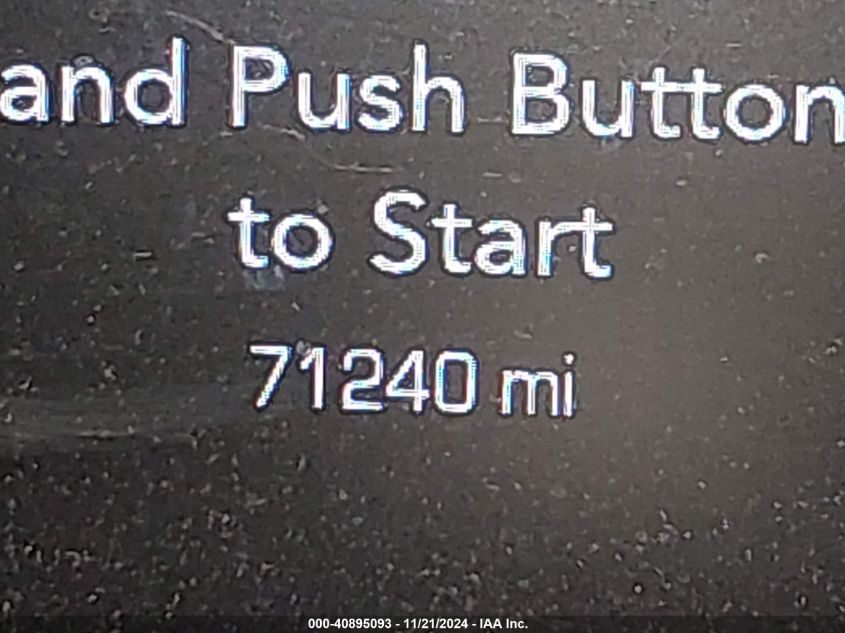 and Push Button
to Start
71240 mi
000-40895093 - 11/21/2024 - IAA Inc.